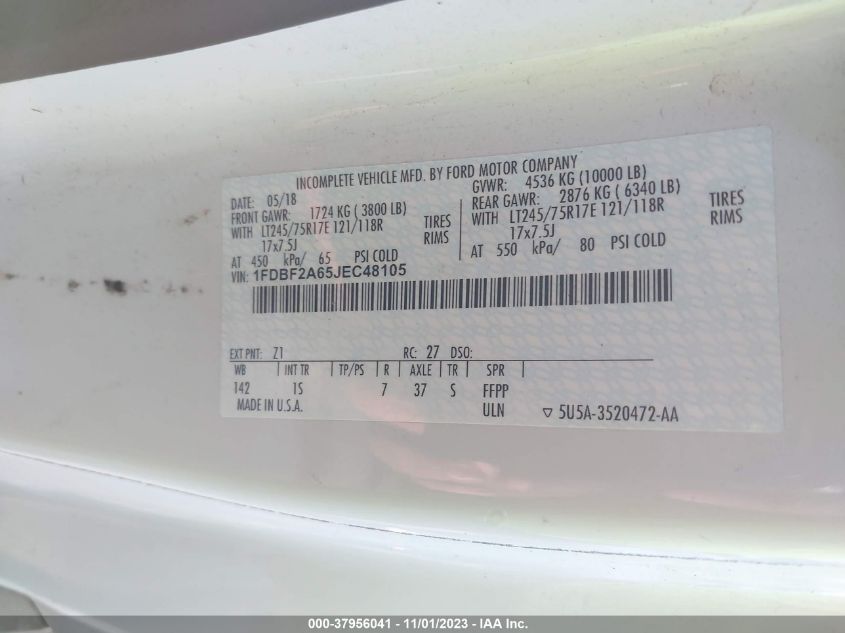 INCOMPLETE VEHICLE MFD. BY FORD MOTOR COMPANY
DATE: 05/18 GVWR: 4536 KG (10000 LB)
FRONT GAWR: 1724 KG ( 3800 LB) REAR GAWR: 2876 KG ( 6340 LB)
WITH LT245/75R17E 121/118R TIRES WITH LT245/75R17E 121/118R TIRES
17x7.5J RIMS 17x7.5J RIMS
AT 450 kPa/ 65 PSI COLD AT 550 kPa/ 80 PSI COLD
VIN: 1FDBF2A65JEC48105
EXT PNT: Z1 RC: 27 DSO:
WB | INT TR | TP/PS | R | AXLE | TR | SPR |
142 1S 7 37 S FFPP
MADE IN U.S.A. ULN ▽ 5U5A-3520472-AA
000-37956041 - 11/01/2023 - IAA Inc.